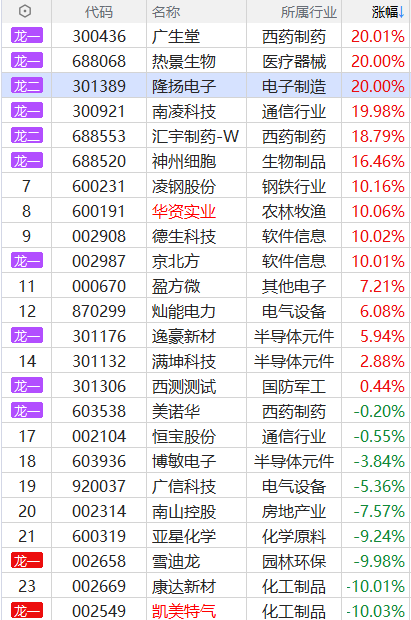 代码 名称 所属行业 涨幅↓
龙一 300436 广生堂 西药制药 20.01%
龙一 688068 热景生物 医疗器械 20.00%
龙二 301389 隆扬电子 电子制造 20.00%
龙一 300921 南凌科技 通信行业 19.98%
龙二 688553 汇宇制药-W 西药制药 18.79%
龙一 688520 神州细胞 生物制品 16.46%
7 600231 凌钢股份 钢铁行业 10.16%
8 600191 华资实业 农林牧渔 10.06%
9 002908 德生科技 软件信息 10.02%
龙一 002987 京北方 软件信息 10.01%
11 000670 盈方微 其他电子 7.21%
12 870299 灿能电力 电气设备 6.08%
龙一 301176 逸豪新材 半导体元件 5.94%
14 301132 满坤科技 半导体元件 2.88%
龙一 301306 西测测试 国防军工 0.44%
龙一 603538 美诺华 西药制药 -0.20%
17 002104 恒宝股份 通信行业 -0.55%
18 603936 博敏电子 半导体元件 -3.84%
19 920037 广信科技 电气设备 -5.36%
20 002314 南山控股 房地产业 -7.57%
21 600319 亚星化学 化学原料 -9.24%
龙一 002658 雪迪龙 园林环保 -9.98%
23 002669 康达新材 化工制品 -10.01%
龙一 002549 凯美特气 化工制品 -10.03%